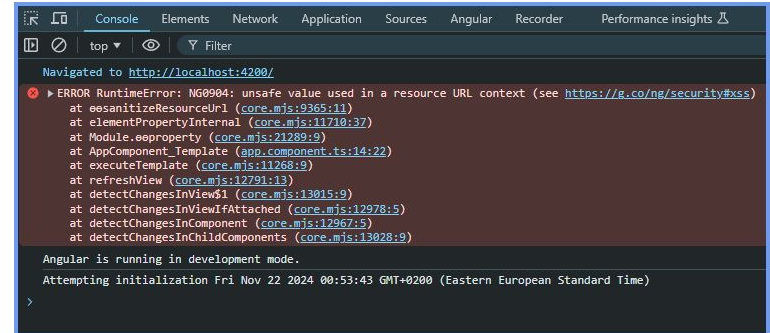 Console Elements Network Application Sources Angular Recorder Performance insights
top Filter
Navigated to http://localhost:4200/
ERROR RuntimeError: NG0904: unsafe value used in a resource URL context (see https://g.co/ng/security#xss)
at ɵɵsanitizeResourceUrl (core.mjs:9365:11)
at elementPropertyInternal (core.mjs:11710:37)
at Module.ɵɵproperty (core.mjs:21289:9)
at AppComponent_Template (app.component.ts:14:22)
at executeTemplate (core.mjs:11268:9)
at refreshView (core.mjs:12791:13)
at detectChangesInView$1 (core.mjs:13015:9)
at detectChangesInViewIfAttached (core.mjs:12978:5)
at detectChangesInComponent (core.mjs:12967:5)
at detectChangesInChildComponents (core.mjs:13028:9)
Angular is running in development mode.
Attempting initialization Fri Nov 22 2024 00:53:43 GMT+0200 (Eastern European Standard Time)